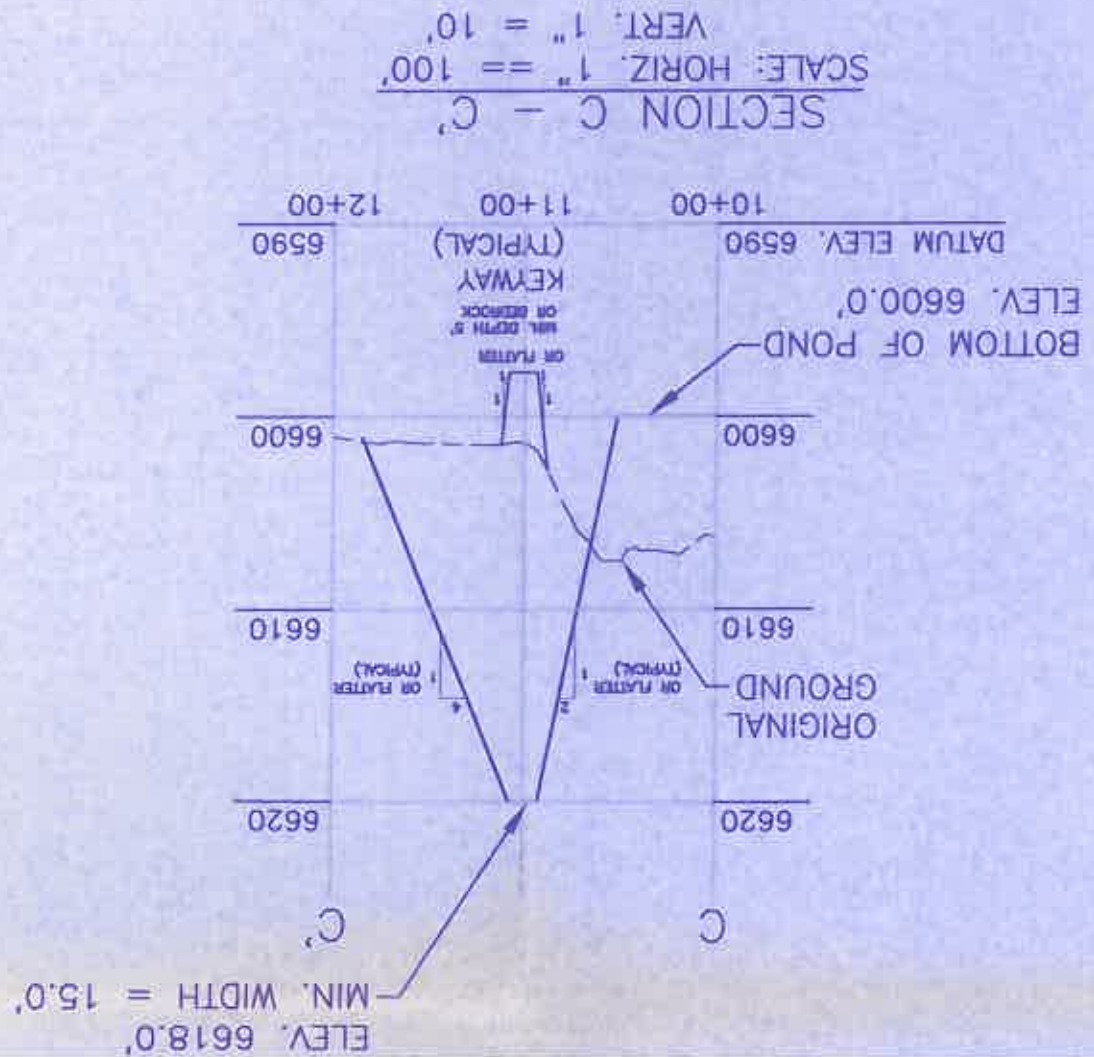 ELEV. 6618.0'
MIN. WIDTH = 15.0'
C
C'
6620
6620
ORIGINAL
GROUND
2
1
OR FLATTER
(TYPICAL)
4
1
OR FLATTER
(TYPICAL)
6610
6610
6600
6600
1
1
1
1
BOTTOM OF POND
ELEV. 6600.0'
OR FLATTER
MIN. DEPTH 5'
OR BEDROCK
KEYWAY
(TYPICAL)
DATUM ELEV. 6590
6590
6590
10+00
11+00
12+00
SECTION C - C'
SCALE: HORIZ. 1" == 100'
VERT. 1" = 10'